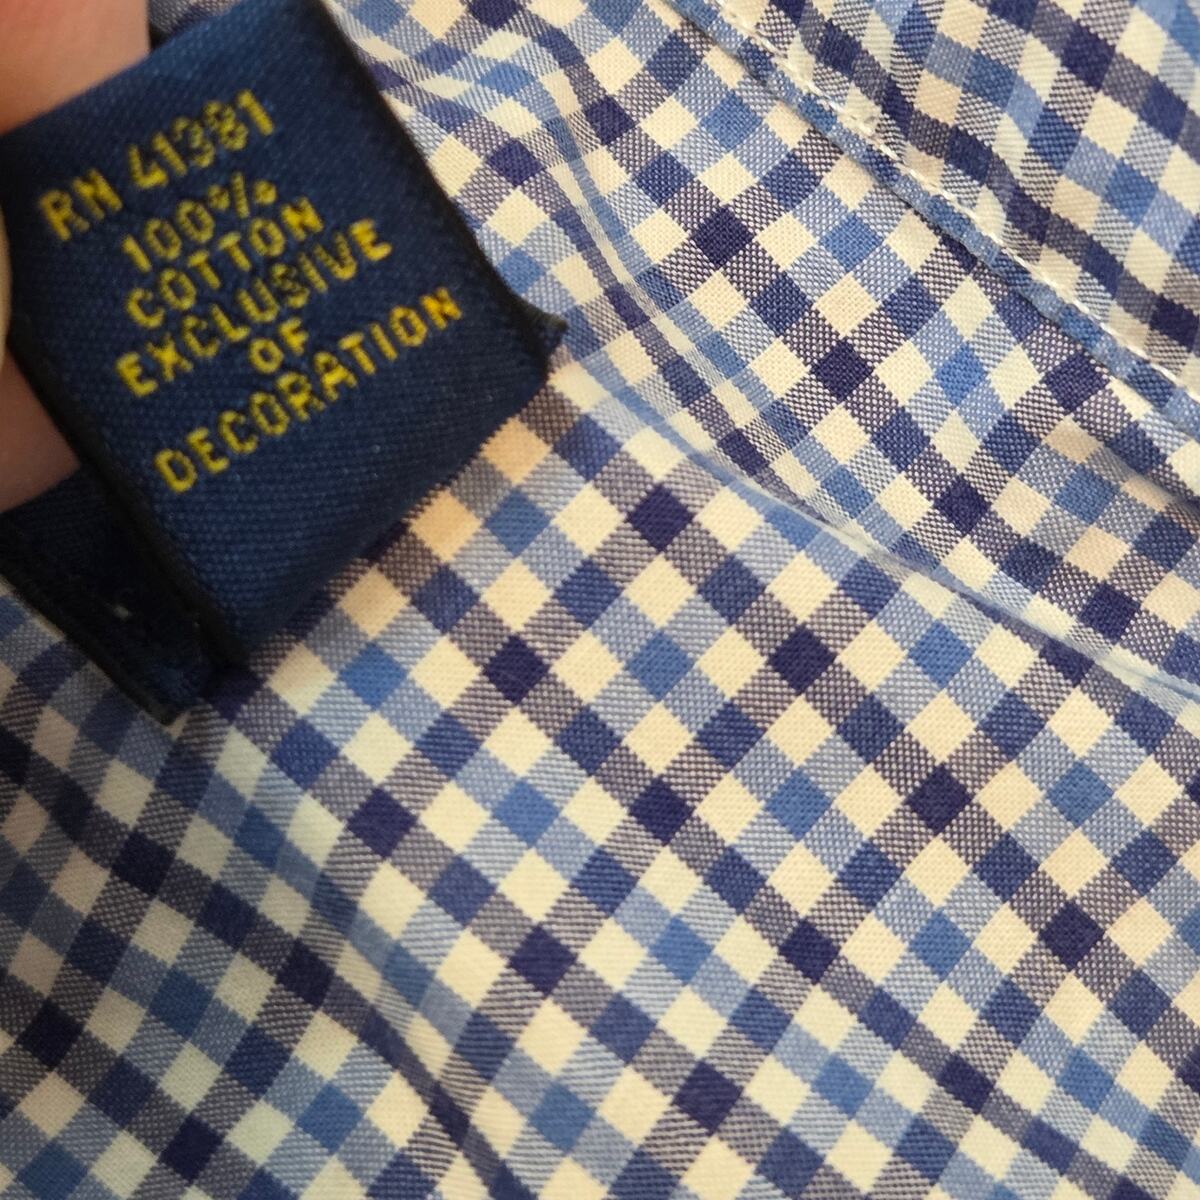 RN 41381
100%
COTTON
EXCLUSIVE
OF
DECORATION